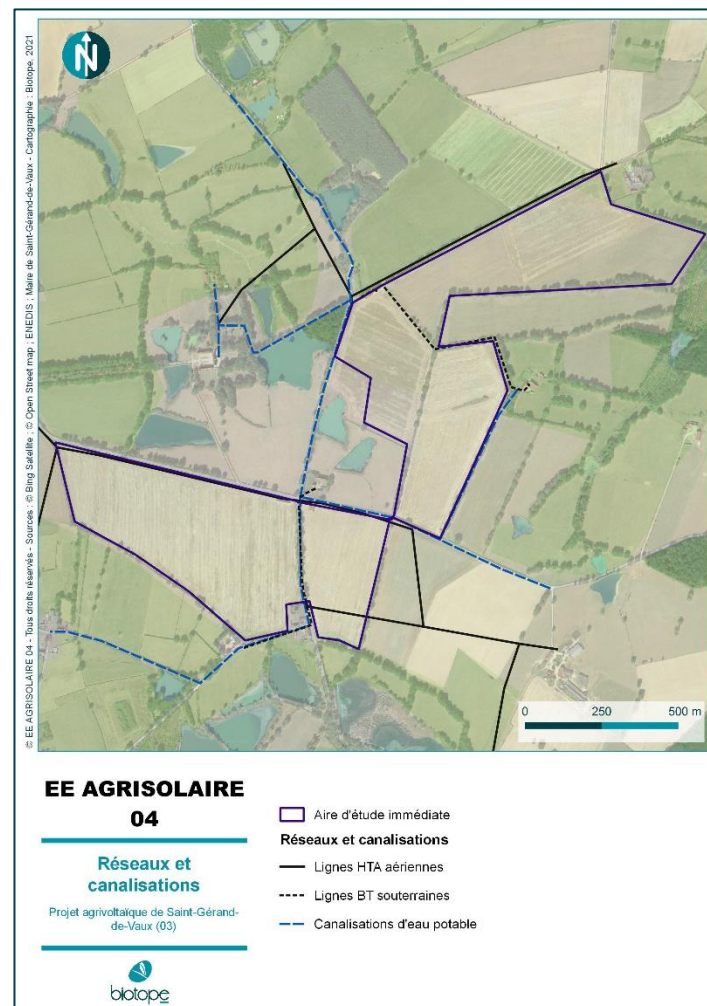 N
© EE AGRISOLAIRE 04 - Tous droits réservés - Sources : © Bing Satellite ; © Open Street map ; ENEDIS ; Maire de Saint-Gérand-de-Vaux - Cartographie : Biotope, 2021
0 250 500 m
EE AGRISOLAIRE
04
Réseaux et
canalisations
Projet agrivoltaïque de Saint-Gérand-
de-Vaux (03)
biotope
Aire d'étude immédiate
Réseaux et canalisations
Lignes HTA aériennes
Lignes BT souterraines
Canalisations d'eau potable